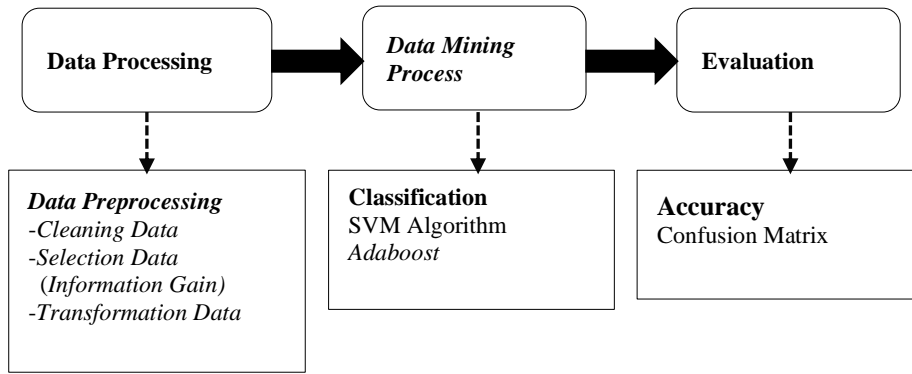 Data Processing
Data Mining
Process
Evaluation
Data Preprocessing
-Cleaning Data
-Selection Data
(Information Gain)
-Transformation Data
Classification
SVM Algorithm
Adaboost
Accuracy
Confusion Matrix